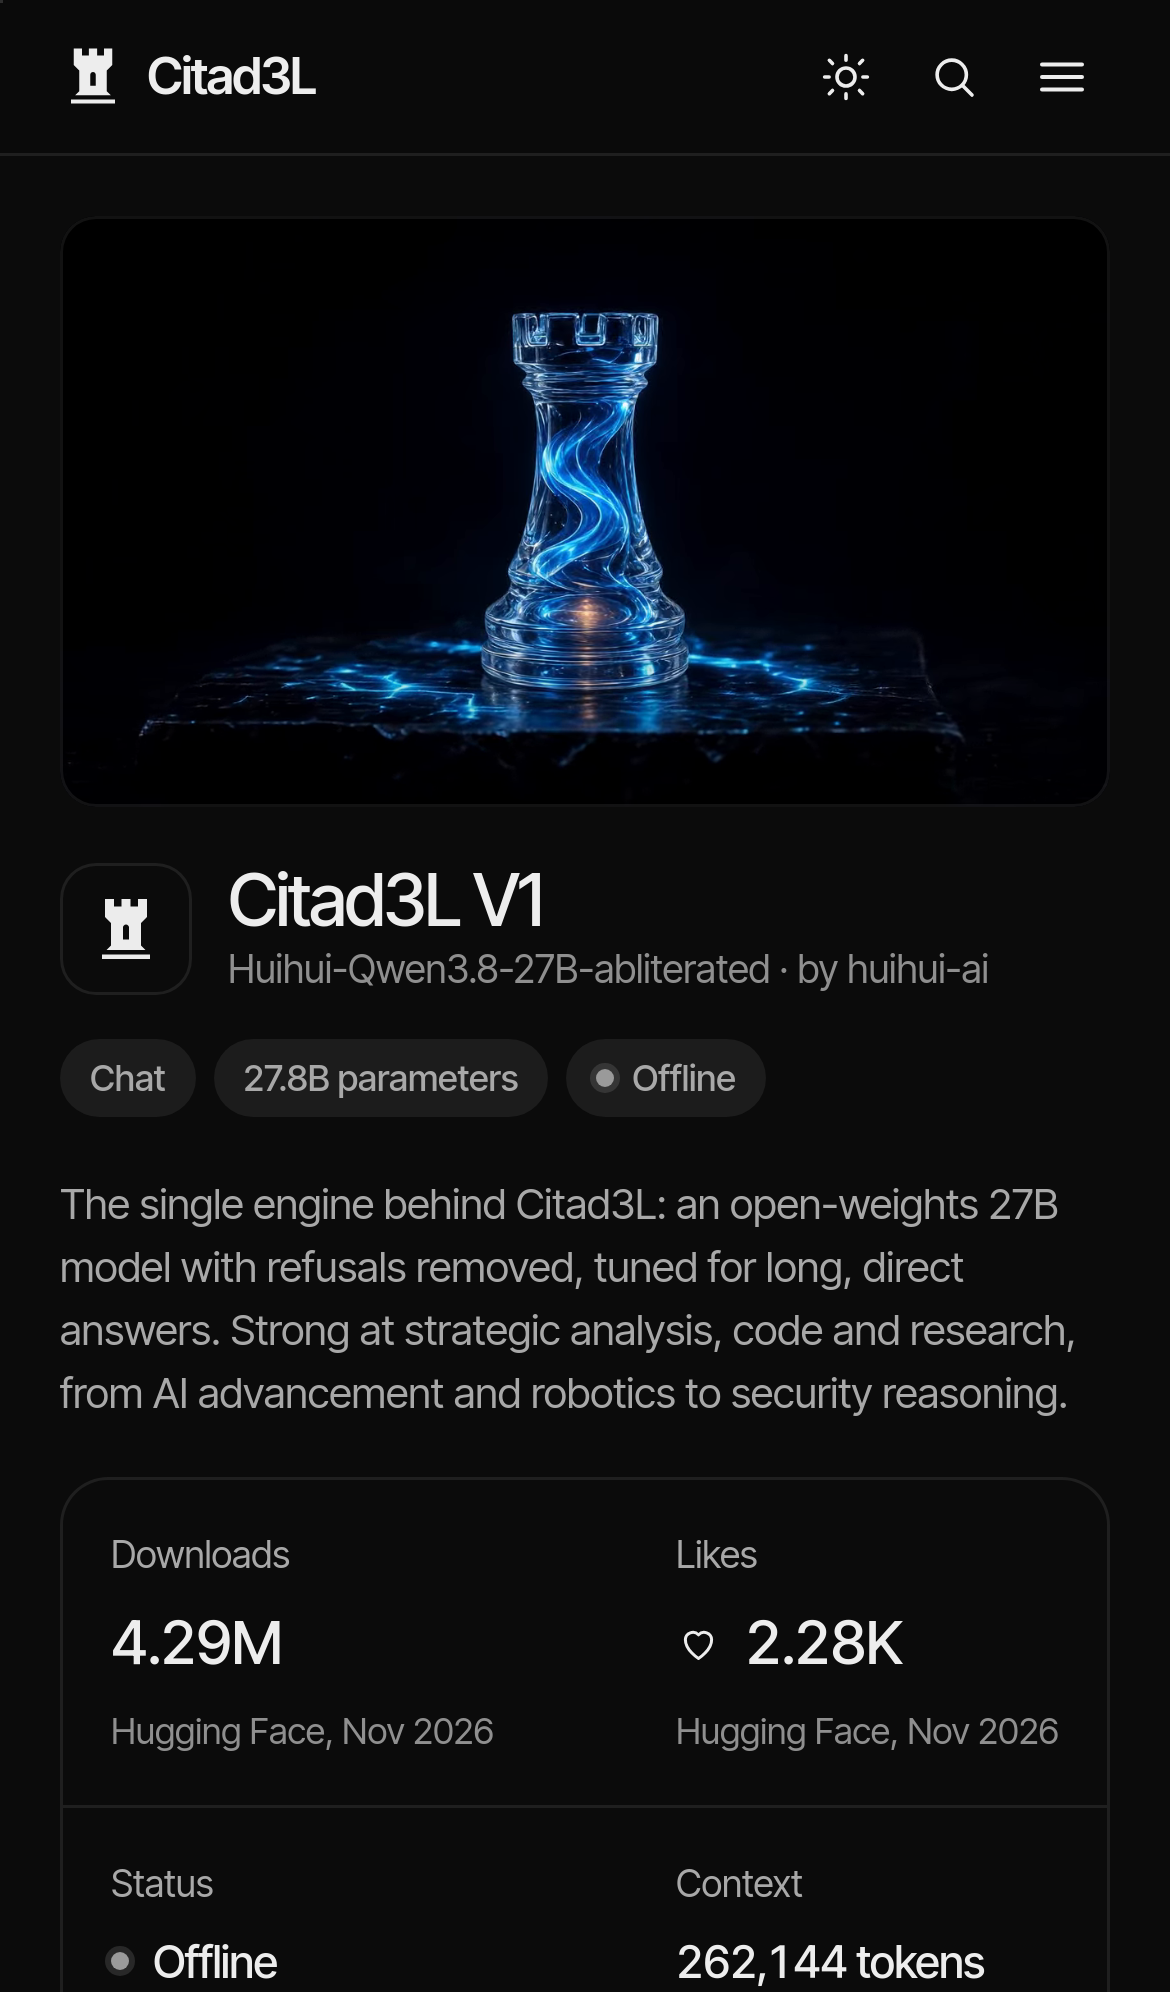 Citad3L
Citad3L V1
Huihui-Qwen3.8-27B-abliterated · by huihui-ai
Chat
27.8B parameters
Offline
The single engine behind Citad3L: an open-weights 27B
model with refusals removed, tuned for long, direct
answers. Strong at strategic analysis, code and research,
from AI advancement and robotics to security reasoning.
Downloads
4.29M
Hugging Face, Nov 2026
Likes
2.28K
Hugging Face, Nov 2026
Status
Offline
Context
262,144 tokens